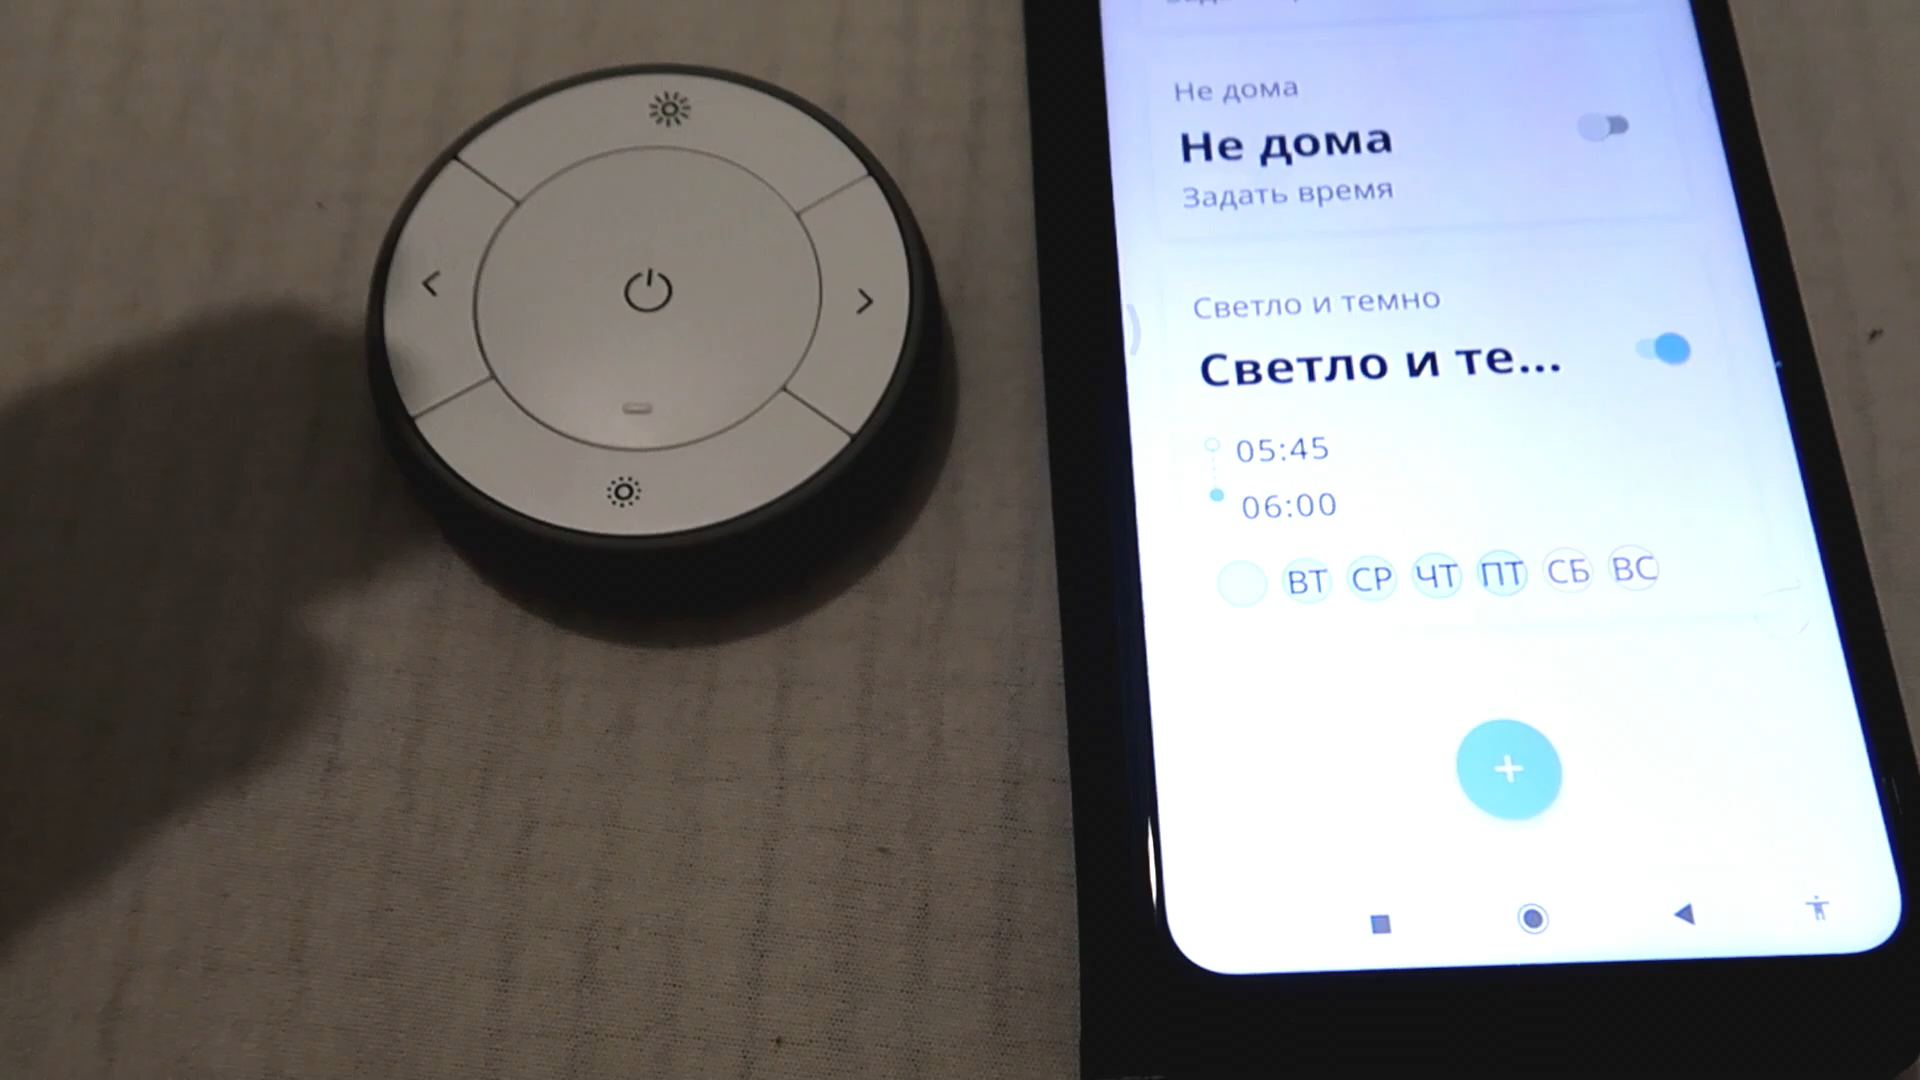 Не дома
Не дома
Задать время
Светло и темно
Светло и те...
05:45
06:00
ВТ СР ЧТ ПТ СБ ВС
+